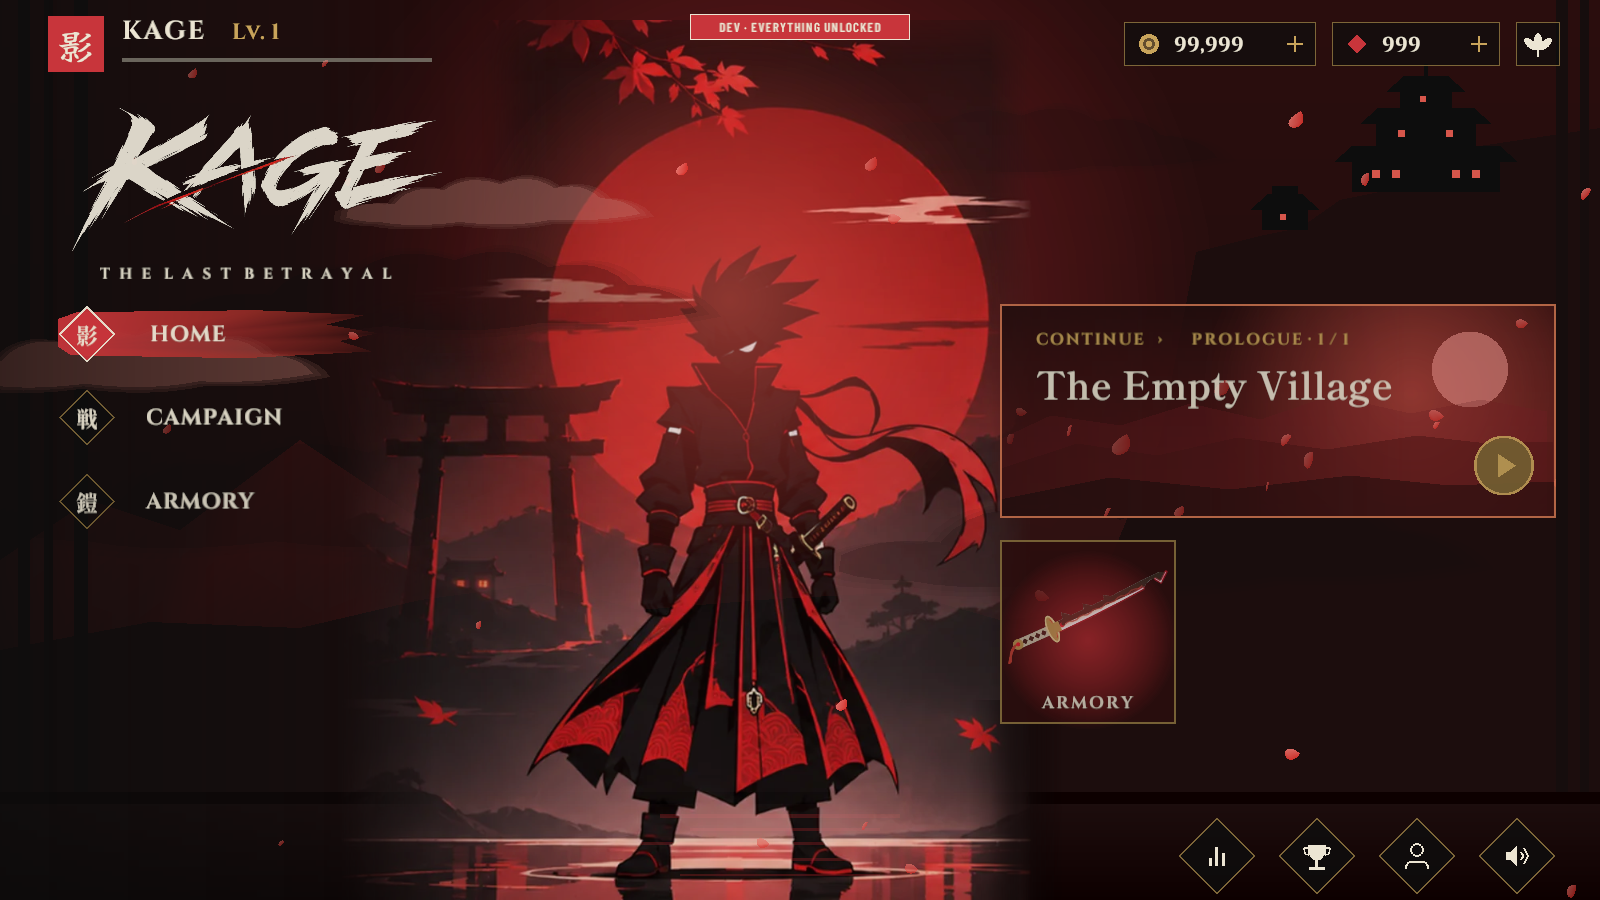 影
KAGE Lv. 1
DEV · EVERYTHING UNLOCKED
99,999 +
999 +
KAGE
THE LAST BETRAYAL
影 HOME
戦 CAMPAIGN
鎧 ARMORY
CONTINUE › PROLOGUE · 1 / 1
The Empty Village
ARMORY